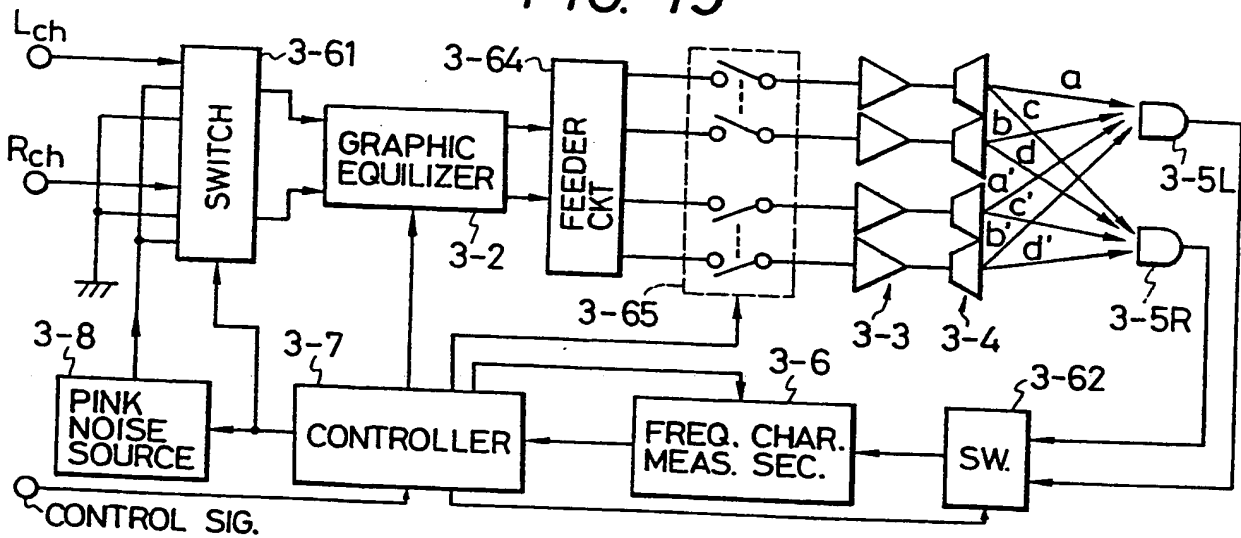 FIG. 15
Lch
3-61
3-64
SWITCH
Rch
GRAPHIC
EQUILIZER
3-2
FEEDER
CKT
3-65
3-3
3-4
a
c
b
d
a'
c'
b'
d'
3-5L
3-5R
3-8
PINK
NOISE
SOURCE
3-7
CONTROLLER
3-6
FREQ. CHAR.
MEAS. SEC.
3-62
SW.
CONTROL SIG.